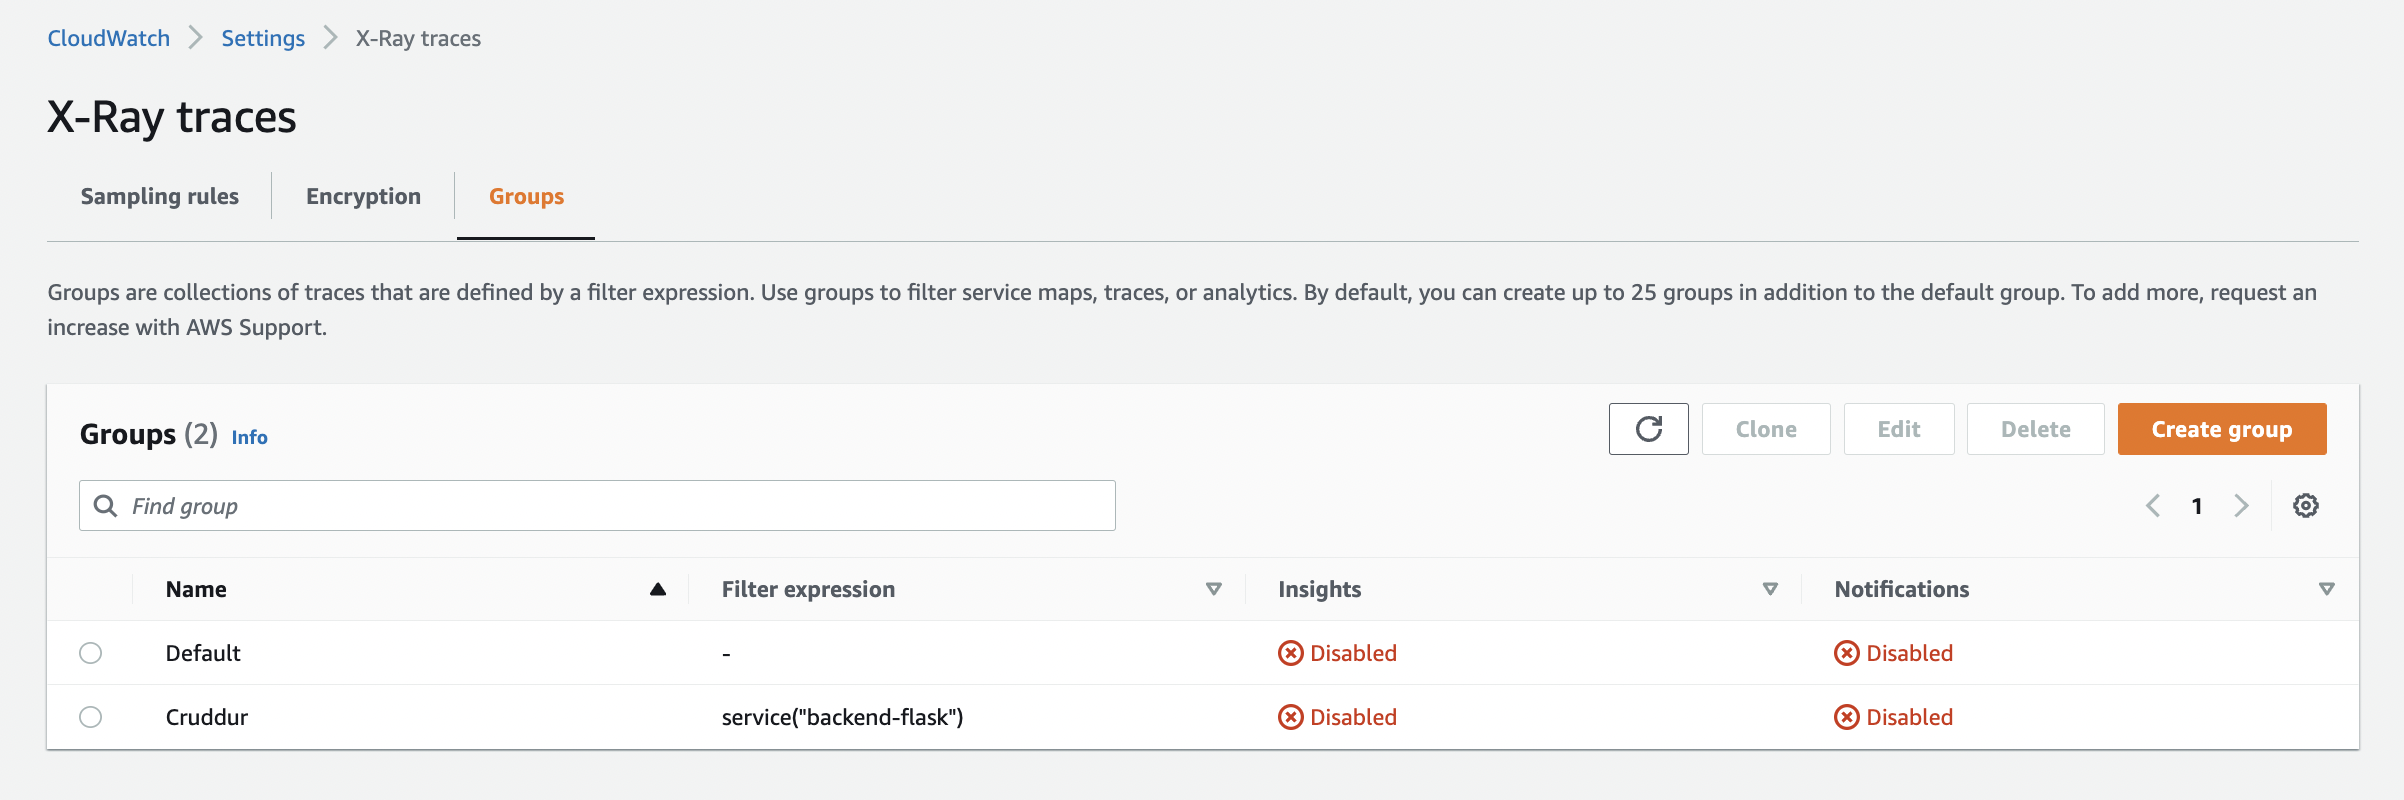 CloudWatch Settings X-Ray traces
X-Ray traces
Sampling rules Encryption Groups
Groups are collections of traces that are defined by a filter expression. Use groups to filter service maps, traces, or analytics. By default, you can create up to 25 groups in addition to the default group. To add more, request an
increase with AWS Support.
Groups (2) Info Clone Edit Delete Create group
Find group 1
Name Filter expression Insights Notifications
Default - Disabled Disabled
Cruddur service("backend-flask") Disabled Disabled